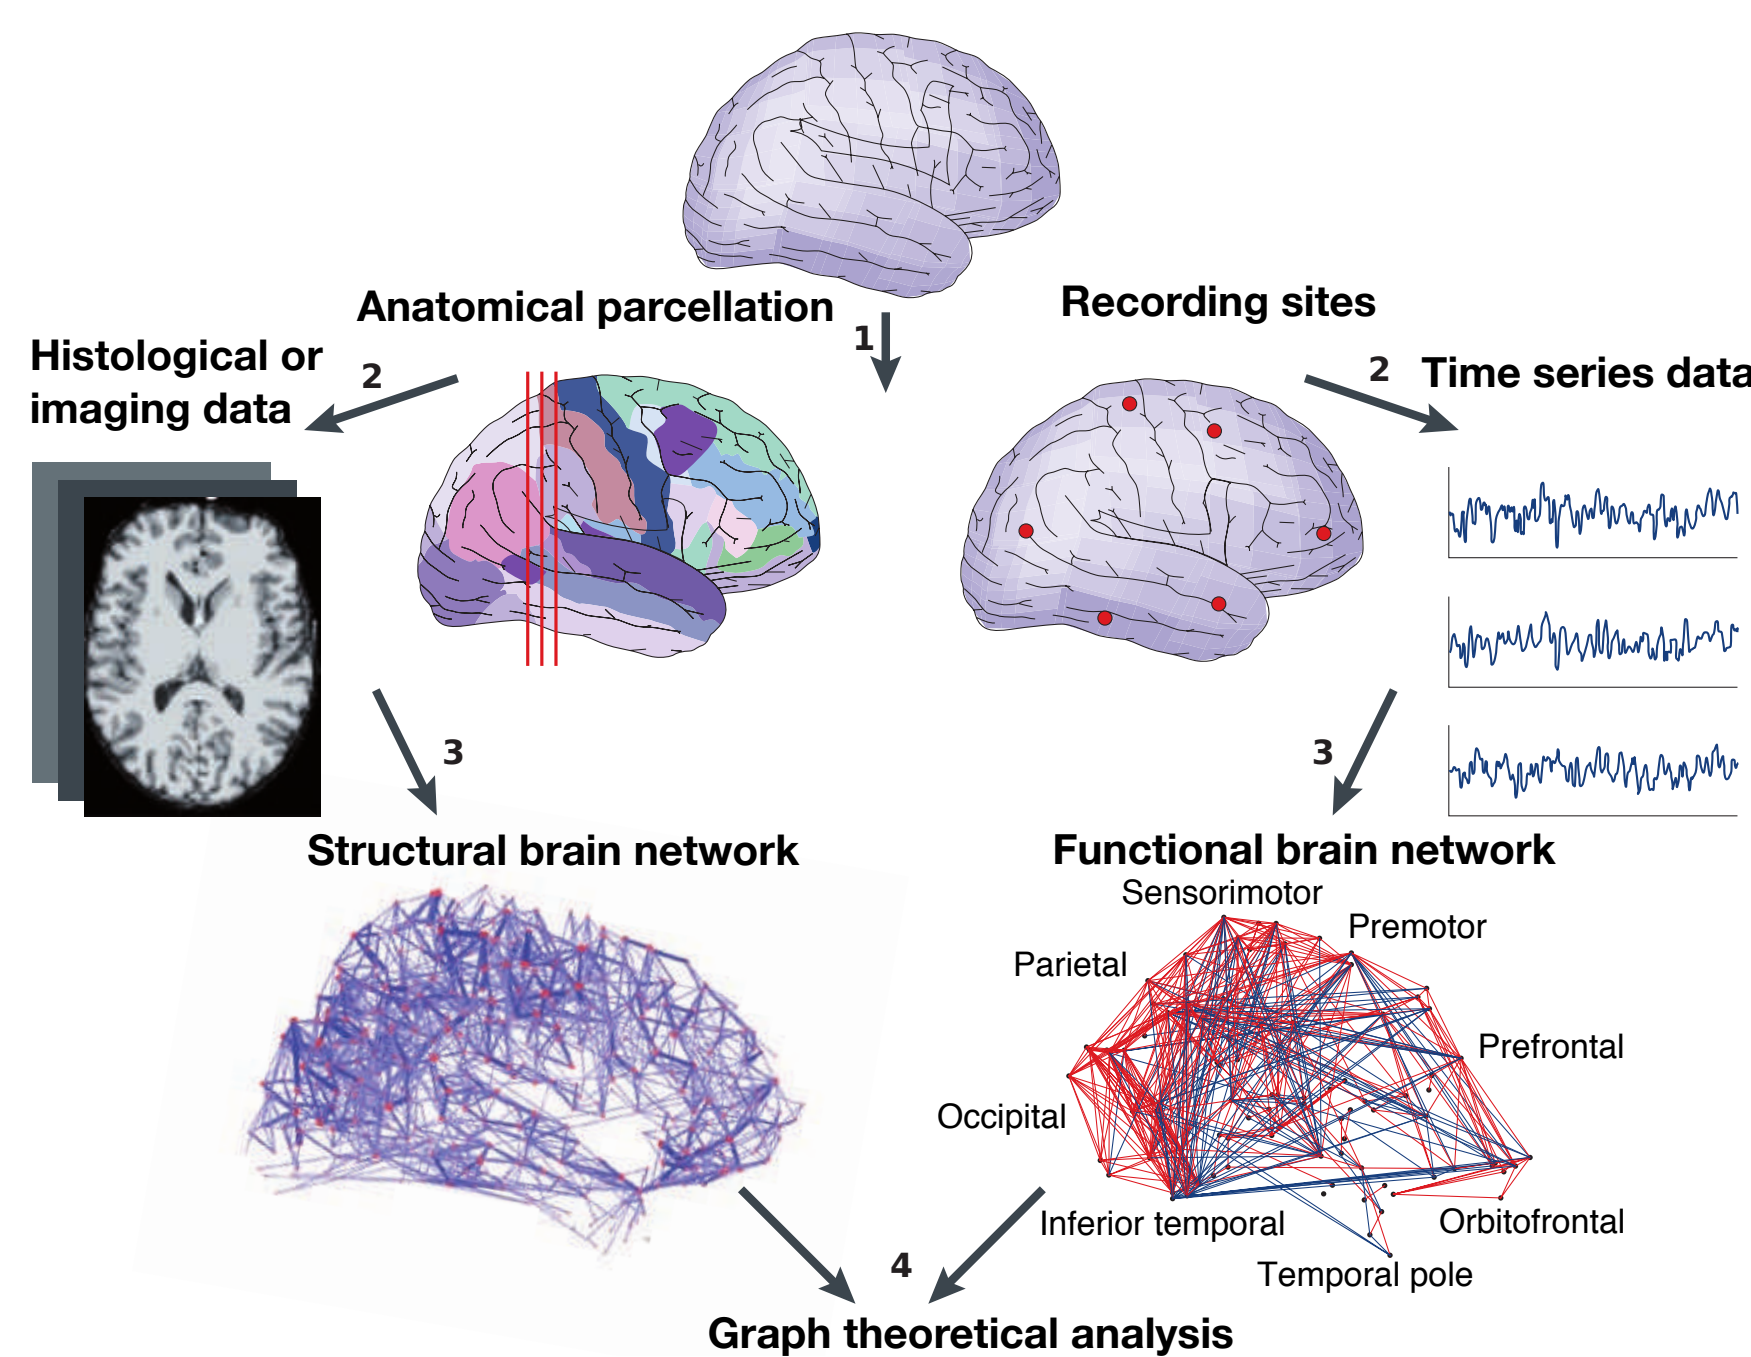 Anatomical parcellation
Recording sites
1
Histological or
imaging data
2
2
Time series data
3
3
Structural brain network
Functional brain network
Sensorimotor
Premotor
Parietal
Prefrontal
Occipital
Inferior temporal
Orbitofrontal
Temporal pole
4
Graph theoretical analysis